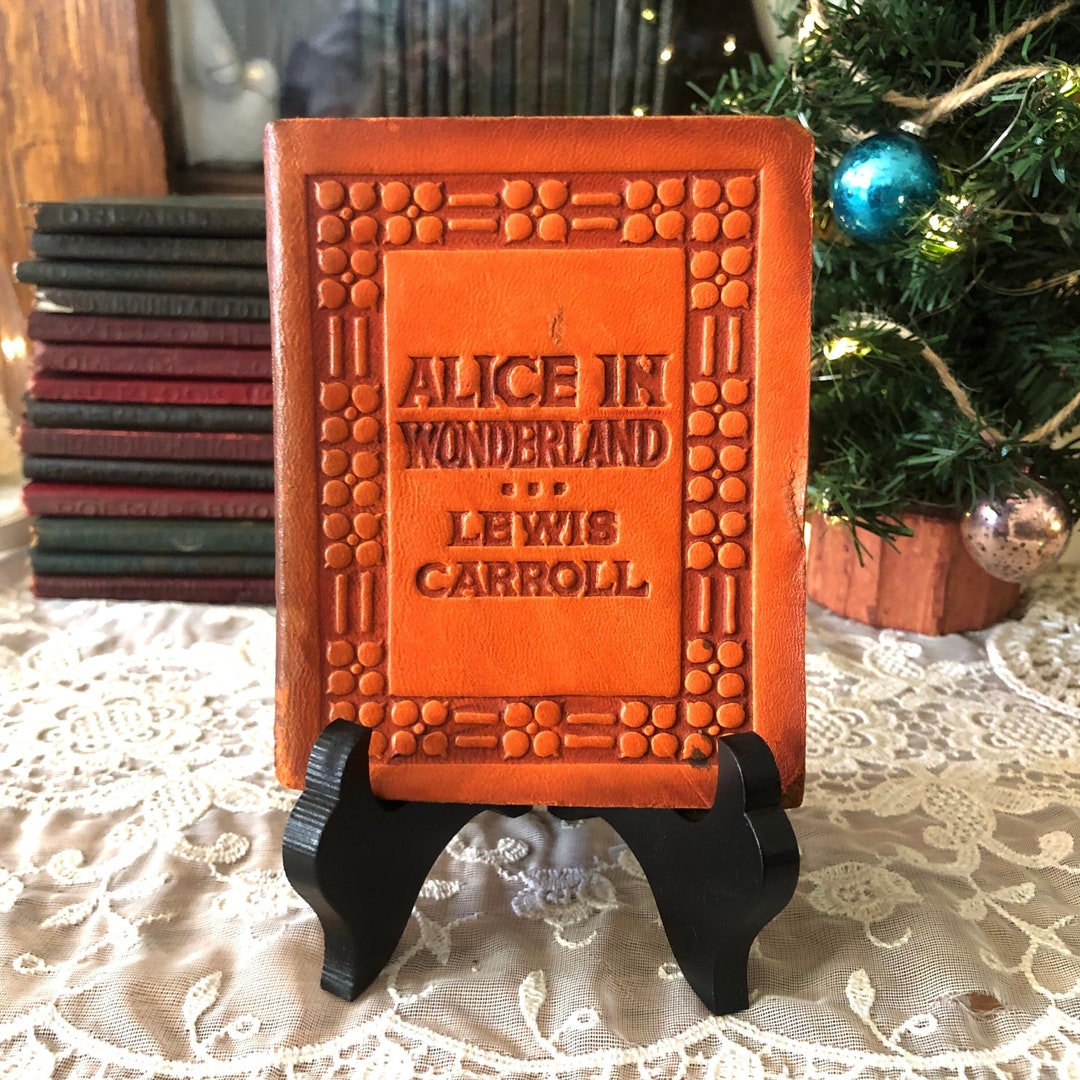 ALICE IN
WONDERLAND
...
LEWIS
CARROLL